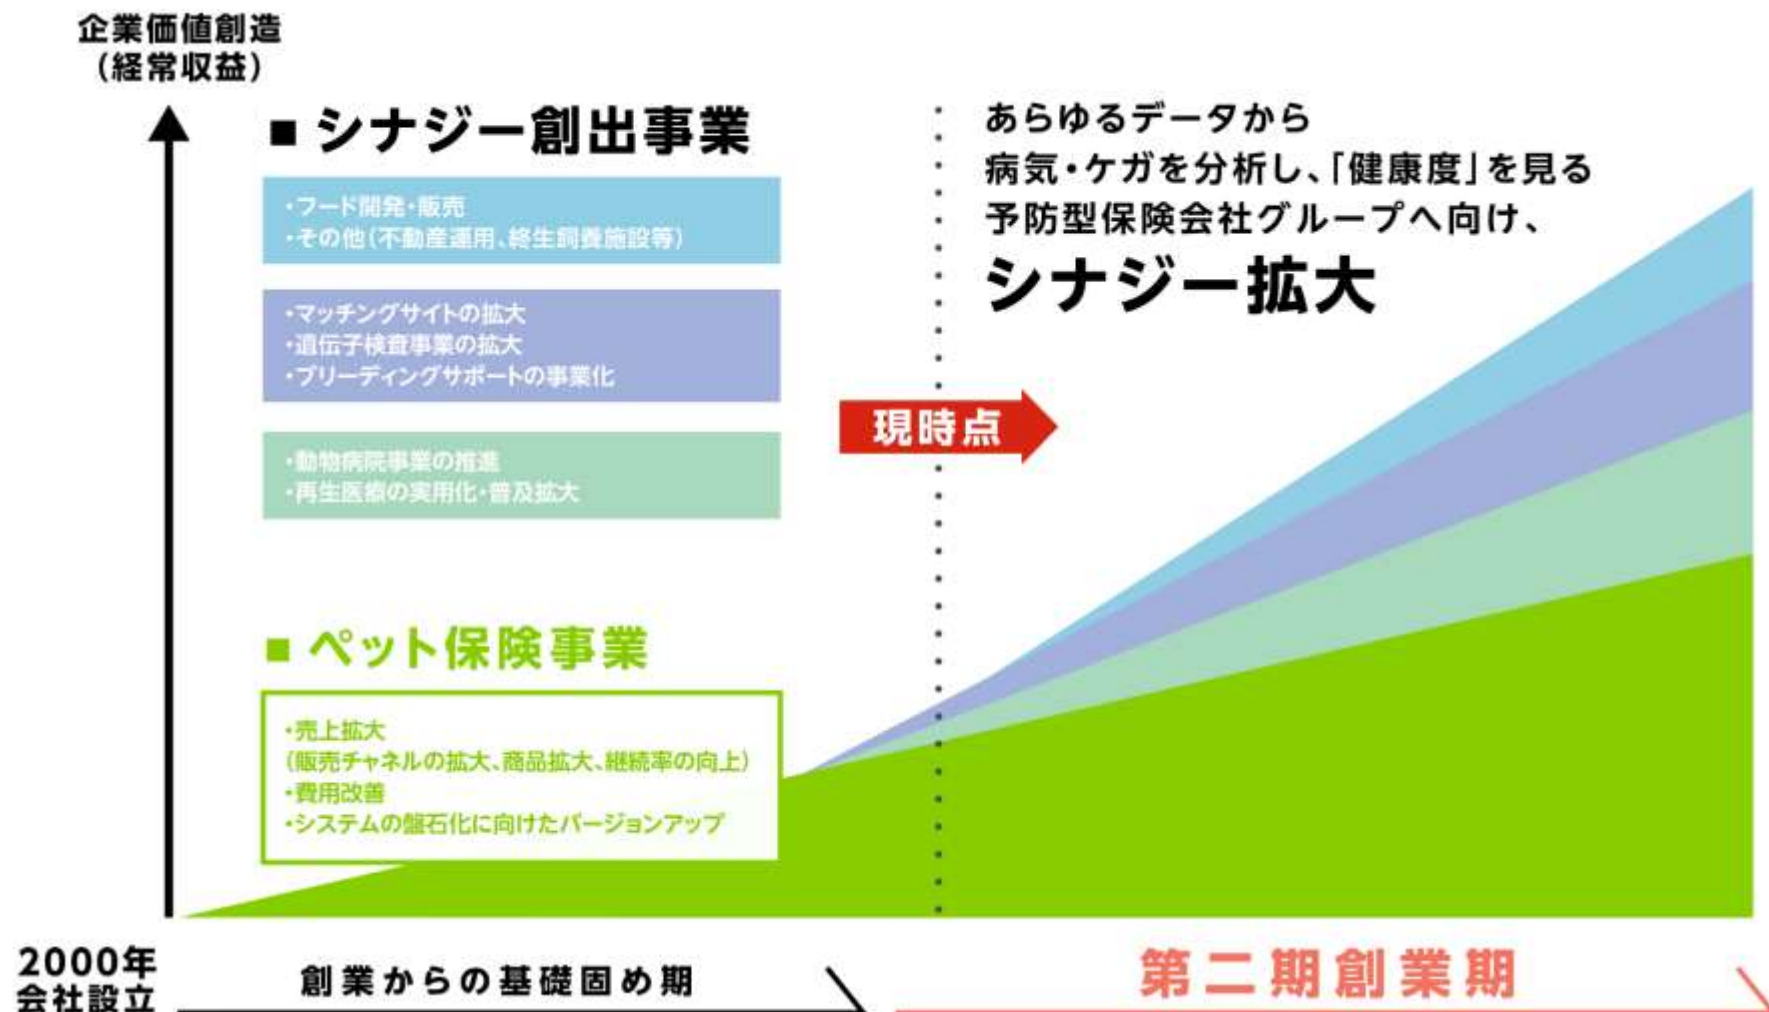 企業価値創造
（経常収益）
■ シナジー創出事業
・フード開発・販売
・その他（不動産運用、終生飼養施設等）
・マッチングサイトの拡大
・遺伝子検査事業の拡大
・ブリーディングサポートの事業化
・動物病院事業の推進
・再生医療の実用化・普及拡大
■ ペット保険事業
・売上拡大
（販売チャネルの拡大、商品拡大、継続率の向上）
・費用改善
・システムの盤石化に向けたバージョンアップ
あらゆるデータから
病気・ケガを分析し、「健康度」を見る
予防型保険会社グループへ向け、
シナジー拡大
現時点
2000年
会社設立
創業からの基礎固め期
第二期創業期